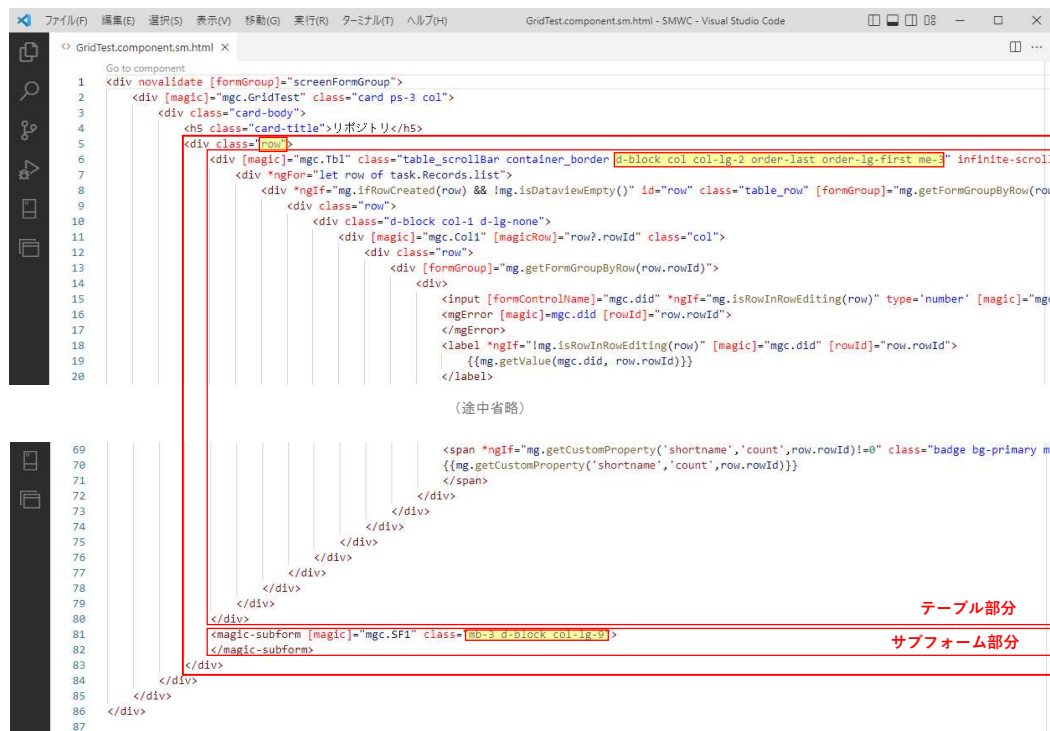 ファイル(F) 編集(E) 選択(S) 表示(V) 移動(G) 実行(R) ターミナル(T) ヘルプ(H) GridTest.component.sm.html - SMWC - Visual Studio Code
<> GridTest.component.sm.html ×
Go to component
1 <div novalidate [formGroup]="screenFormGroup">
2 <div [magic]="mgc.GridTest" class="card ps-3 col">
3 <div class="card-body">
4 <h5 class="card-title">リポジトリ</h5>
5 <div class="row">
6 <div [magic]="mgc.Tbl" class="table_scrollBar container_border d-block col col-lg-2 order-last order-lg-first me-3" infinite-scroll
7 <div *ngFor="let row of task.Records.list">
8 <div *ngIf="mg.ifRowCreated(row) && !mg.isDataviewEmpty()" id="row" class="table_row" [formGroup]="mg.getFormGroupByRow(row
9 <div class="row">
10 <div class="d-block col-1 d-lg-none">
11 <div [magic]="mgc.Col1" [magicRow]="row?.rowId" class="col">
12 <div class="row">
13 <div [formGroup]="mg.getFormGroupByRow(row.rowId)">
14 <div>
15 <input [formControlName]="mgc.did" *ngIf="mg.isRowInRowEditing(row)" type='number' [magic]="mgc
16 <mgError [magic]=mgc.did [rowId]="row.rowId">
17 </mgError>
18 <label *ngIf="!mg.isRowInRowEditing(row)" [magic]="mgc.did" [rowId]="row.rowId">
19 {{mg.getValue(mgc.did, row.rowId)}}
20 </label>
（途中省略）
69 <span *ngIf="mg.getCustomProperty('shortname','count',row.rowId)!=0" class="badge bg-primary m
70 {{mg.getCustomProperty('shortname','count',row.rowId)}}
71 </span>
72 </div>
73 </div>
74 </div>
75 </div>
76 </div>
77 </div>
78 </div>
79 </div>
テーブル部分
80 </div>
81 <magic-subform [magic]="mgc.SF1" class="mb-3 d-block col-lg-9">
サブフォーム部分
82 </magic-subform>
83 </div>
84 </div>
85 </div>
86 </div>
87